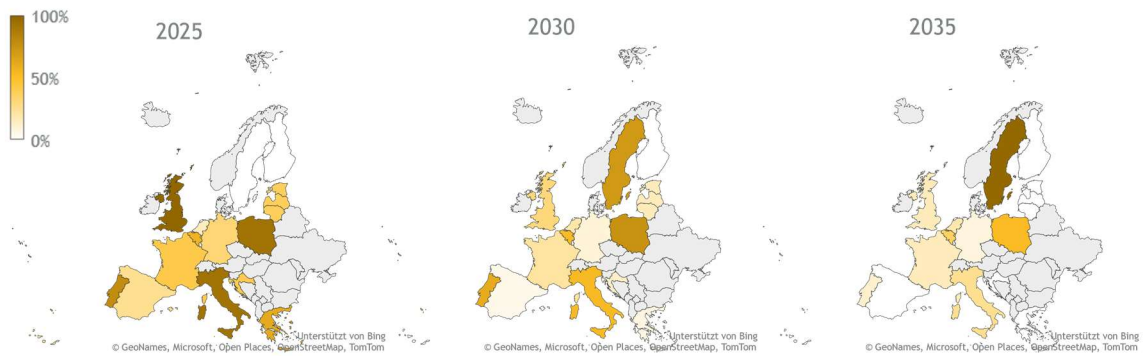 100%
50%
0%
2025
Unterstützt von Bing
© GeoNames, Microsoft, Open Places, OpenStreetMap, TomTom
2030
Unterstützt von Bing
© GeoNames, Microsoft, Open Places, OpenStreetMap, TomTom
2035
Unterstützt von Bing
© GeoNames, Microsoft, Open Places, OpenStreetMap, TomTom